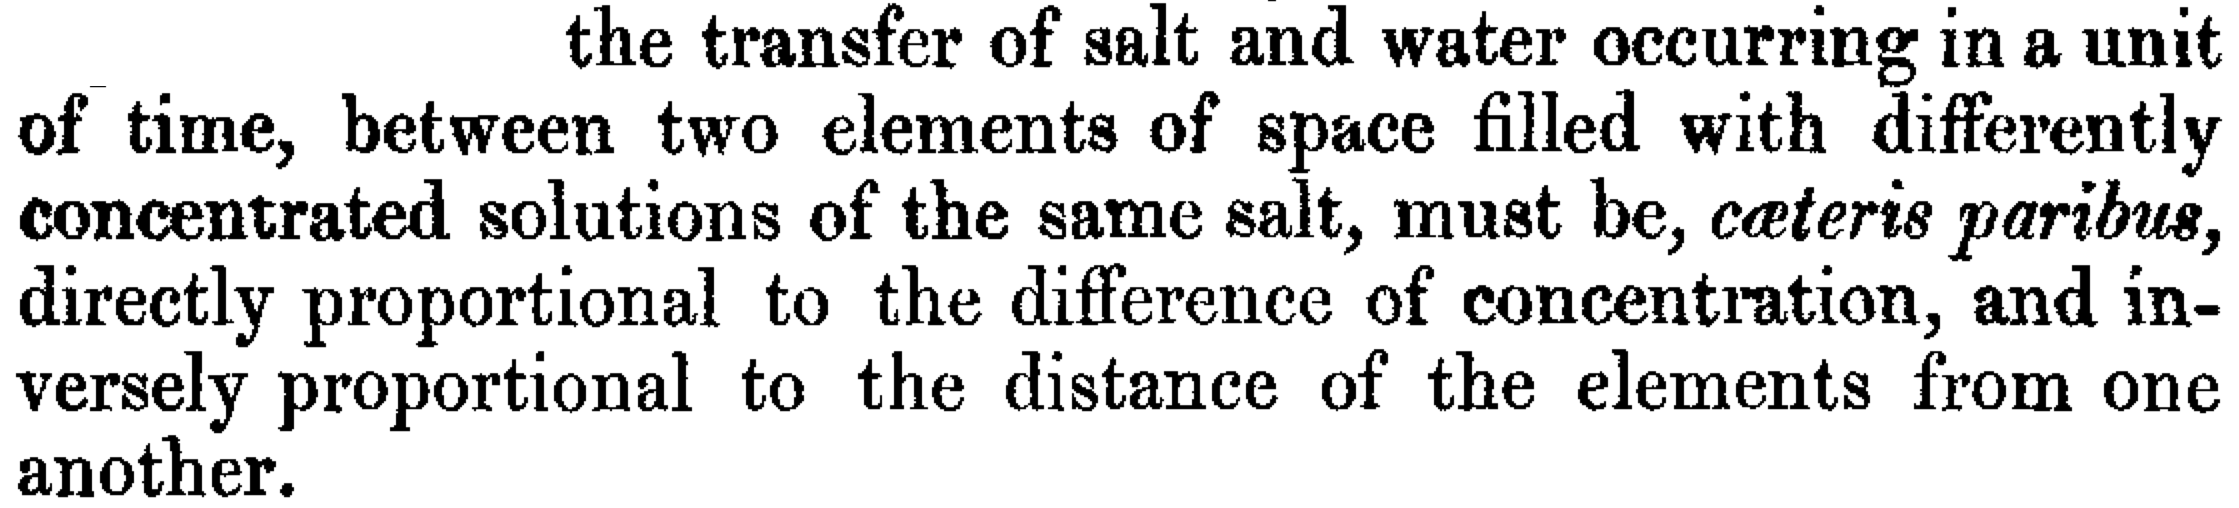 the transfer of salt and water occurring in a unit
of time, between two elements of space filled with differently
concentrated solutions of the same salt, must be, cæteris paribus,
directly proportional to the difference of concentration, and in-
versely proportional to the distance of the elements from one
another.